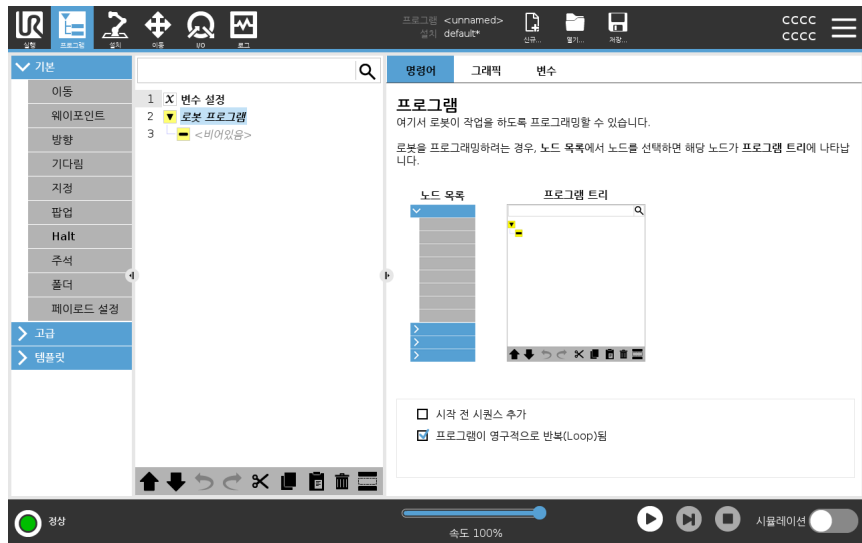 UR
실행
프로그램
설치
이동
I/O
로그
프로그램 <unnamed>
설치 default*
신규...
열기...
저장...
CCCC
CCCC
기본
이동
웨이포인트
방향
기다림
지정
팝업
Halt
주석
폴더
페이로드 설정
고급
템플릿
1 X 변수 설정
2 로봇 프로그램
3 <비어있음>
명령어 그래픽 변수
프로그램
여기서 로봇이 작업을 하도록 프로그래밍할 수 있습니다.
로봇을 프로그래밍하려는 경우, 노드 목록에서 노드를 선택하면 해당 노드가 프로그램 트리에 나타납
니다.
노드 목록
프로그램 트리
시작 전 시퀀스 추가
프로그램이 영구적으로 반복(Loop)됨
정상
속도 100%
시뮬레이션